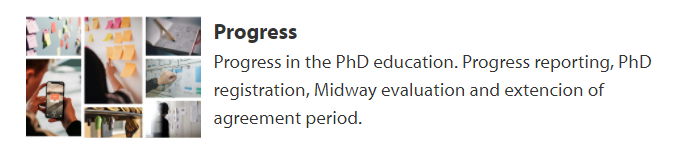 Progress
Progress in the PhD education. Progress reporting, PhD
registration, Midway evaluation and extencion of
agreement period.